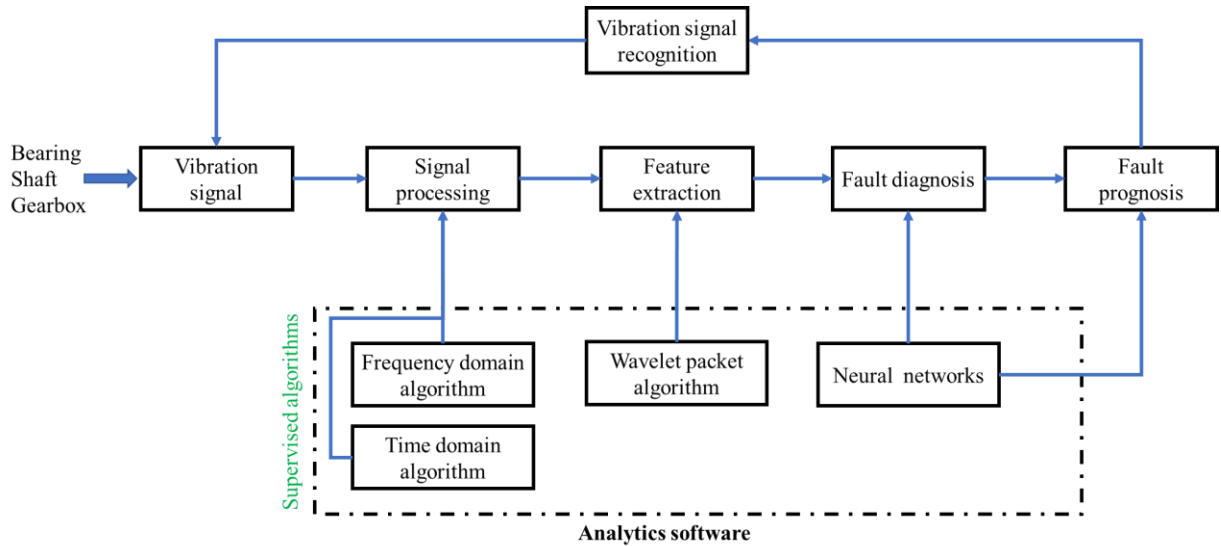 Vibration signal
recognition
Bearing
Shaft
Gearbox
Vibration
signal
Signal
processing
Feature
extraction
Fault diagnosis
Fault
prognosis
Supervised algorithms
Frequency domain
algorithm
Wavelet packet
algorithm
Neural networks
Time domain
algorithm
Analytics software